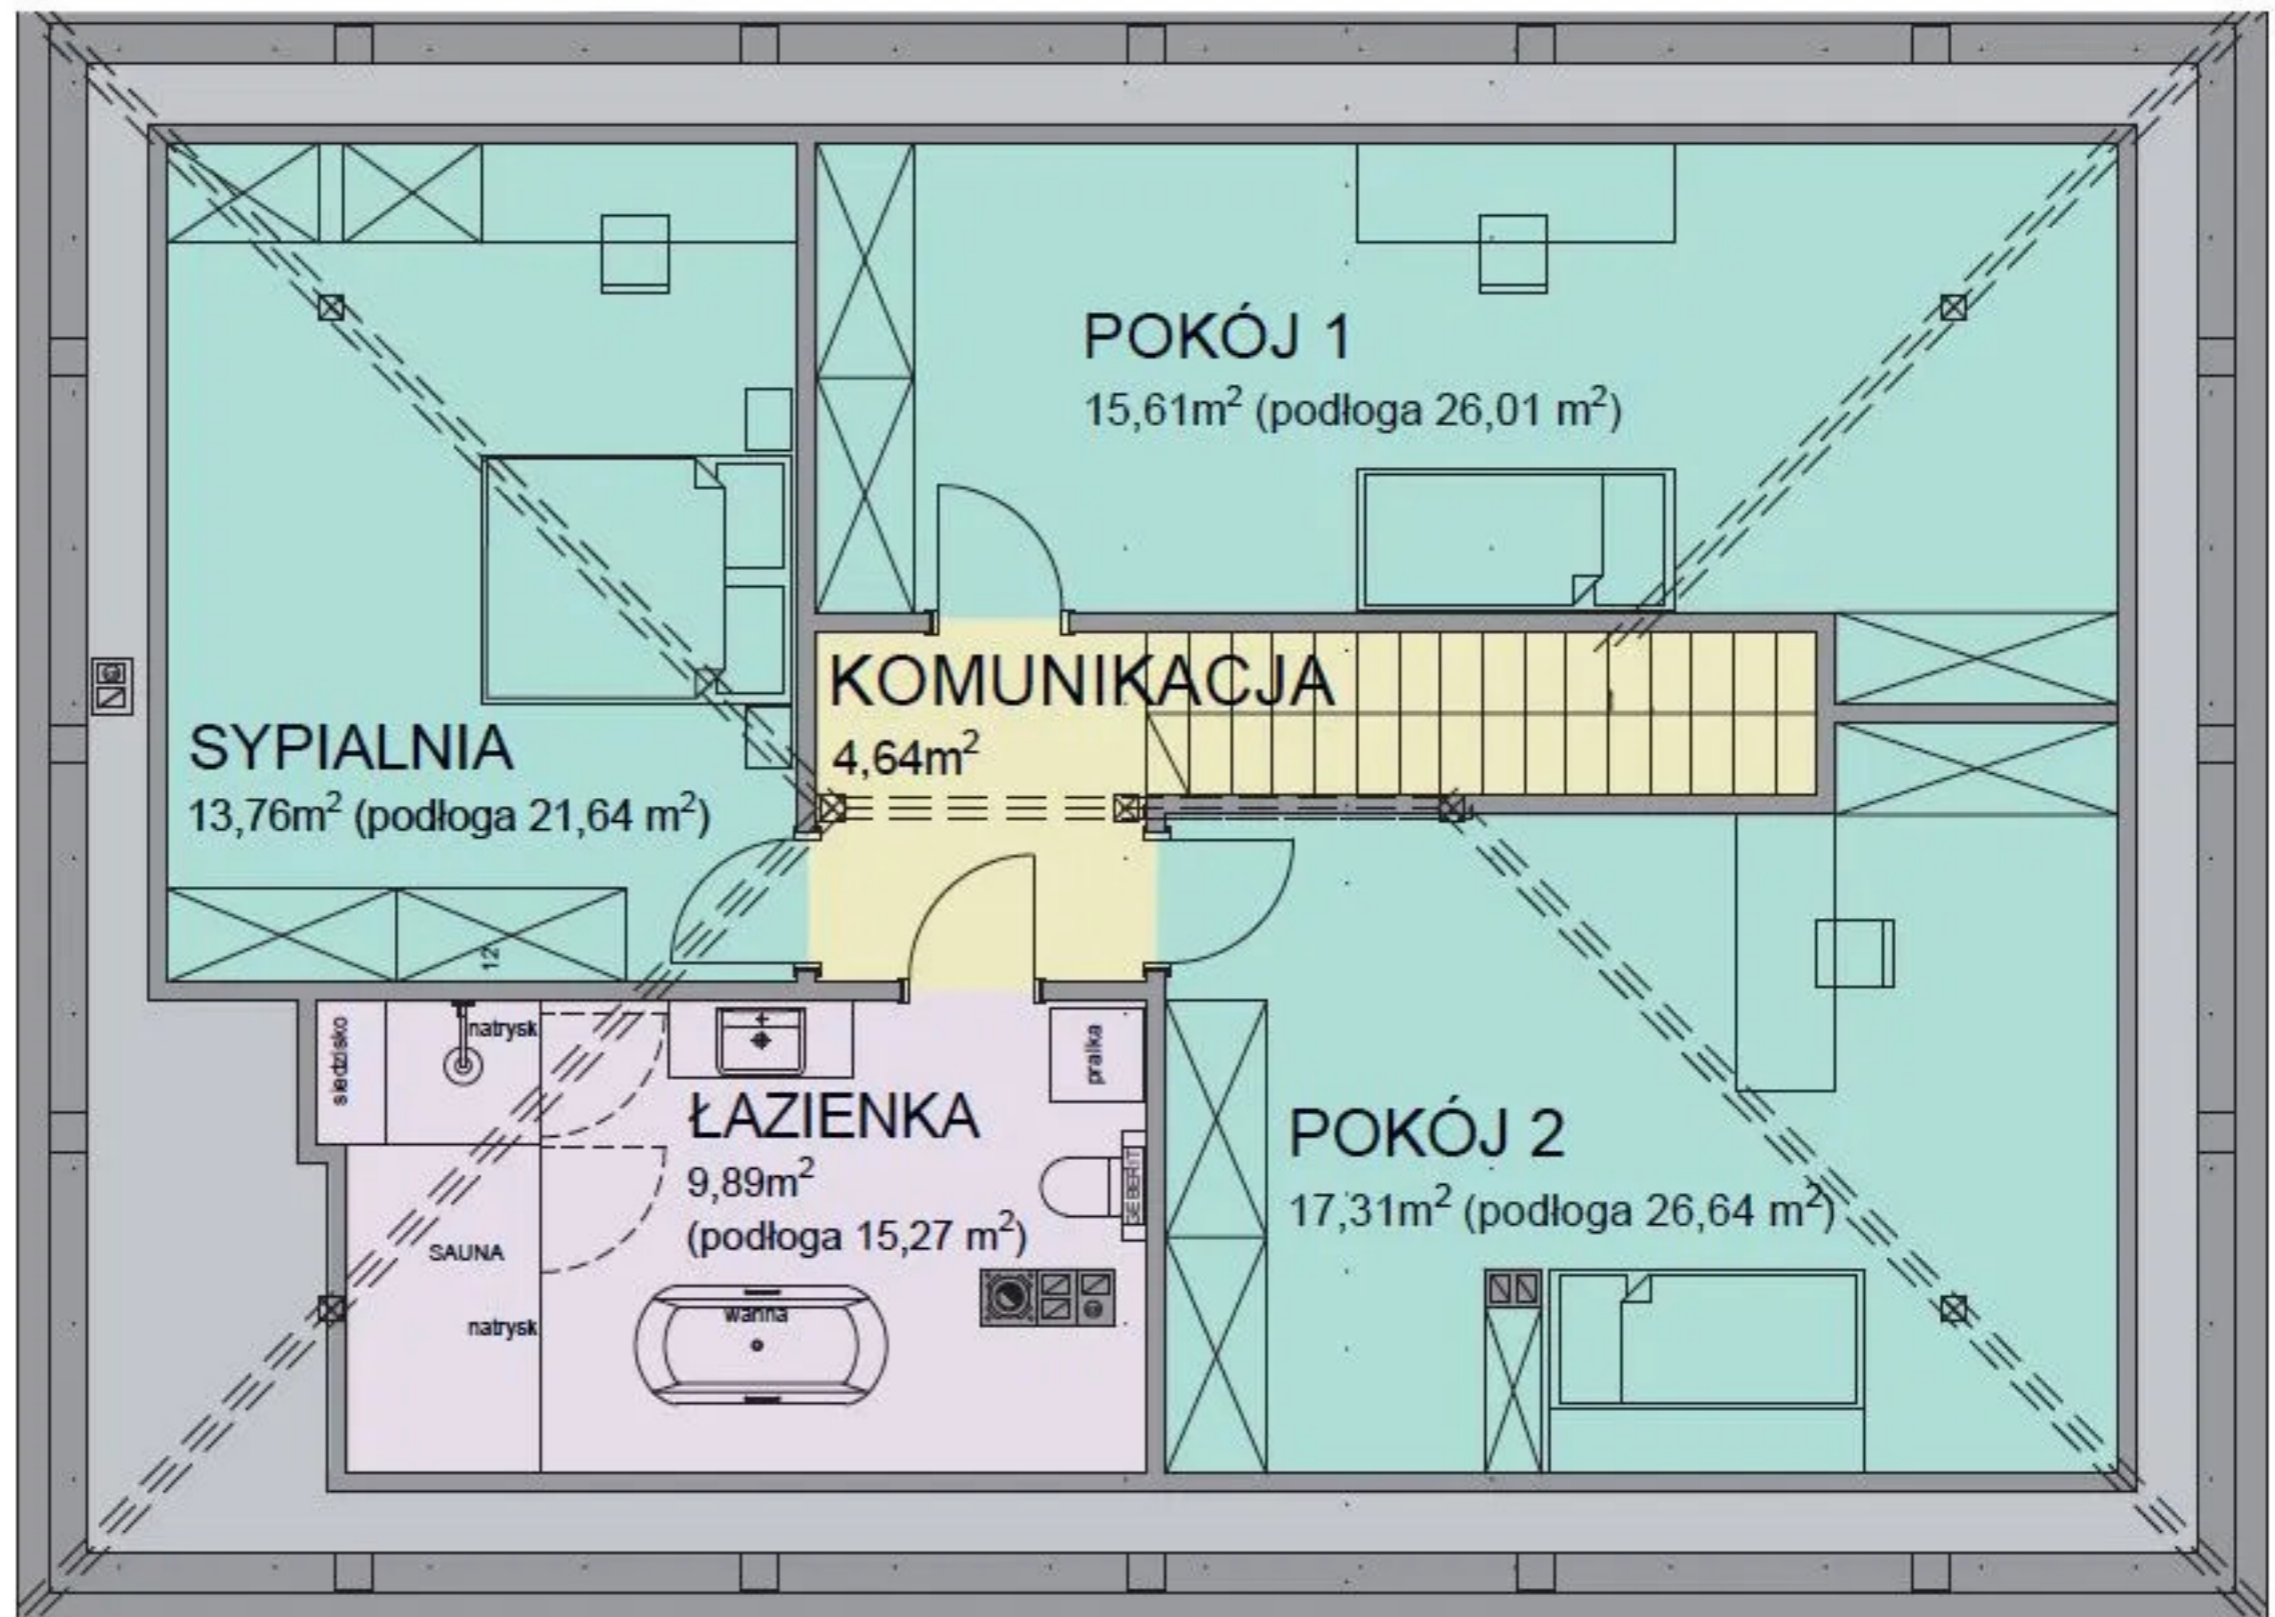 POKÓJ 1
15,61m² (podłoga 26,01 m²)
KOMUNIKACJA
4,64m²
SYPIALNIA
13,76m² (podłoga 21,64 m²)
12
siedzisko
natrysk
pralka
ŁAZIENKA
9,89m²
(podłoga 15,27 m²)
GEBERIT
POKÓJ 2
17,31m² (podłoga 26,64 m²)
SAUNA
natrysk
wanna